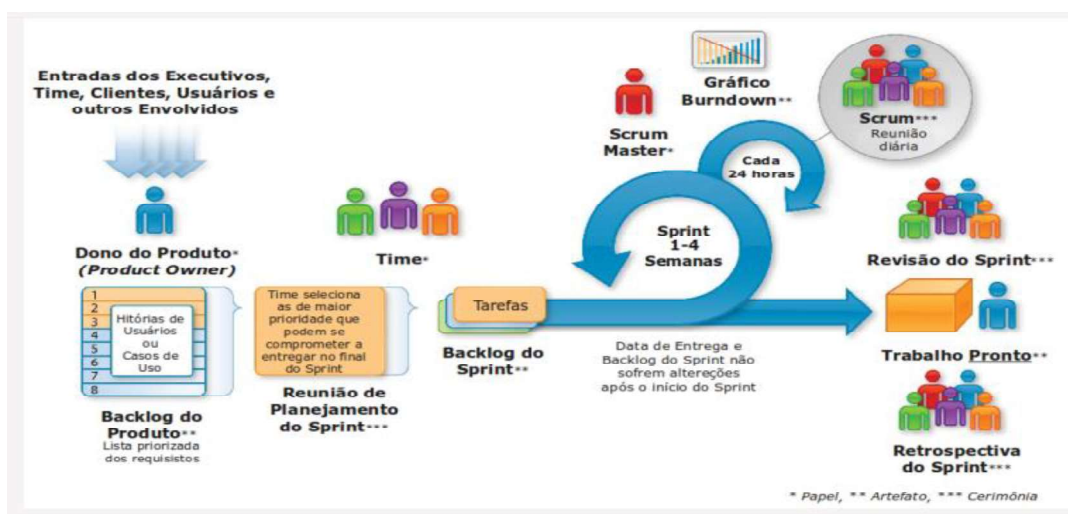 Entradas dos Executivos,
Time, Clientes, Usuários e
outros Envolvidos
Dono do Produto*
(Product Owner)
1
2
3
4
5
6
7
8
Hitórias de
Usuários
ou
Casos de
Uso
Backlog do
Produto**
Lista priorizada
dos requisistos
Time*
Time seleciona
as de maior
prioridade que
podem se
comprometer a
entregar no final
do Sprint
Reunião de
Planejamento
do Sprint***
Tarefas
Backlog do
Sprint**
Scrum
Master*
Gráfico
Burndown**
Cada
24 horas
Scrum***
Reunião
diária
Sprint
1-4
Semanas
Data de Entrega e
Backlog do Sprint não
sofrem altereções
após o início do Sprint
Revisão do Sprint***
Trabalho Pronto**
Retrospectiva
do Sprint***
* Papel, ** Artefato, *** Cerimônia